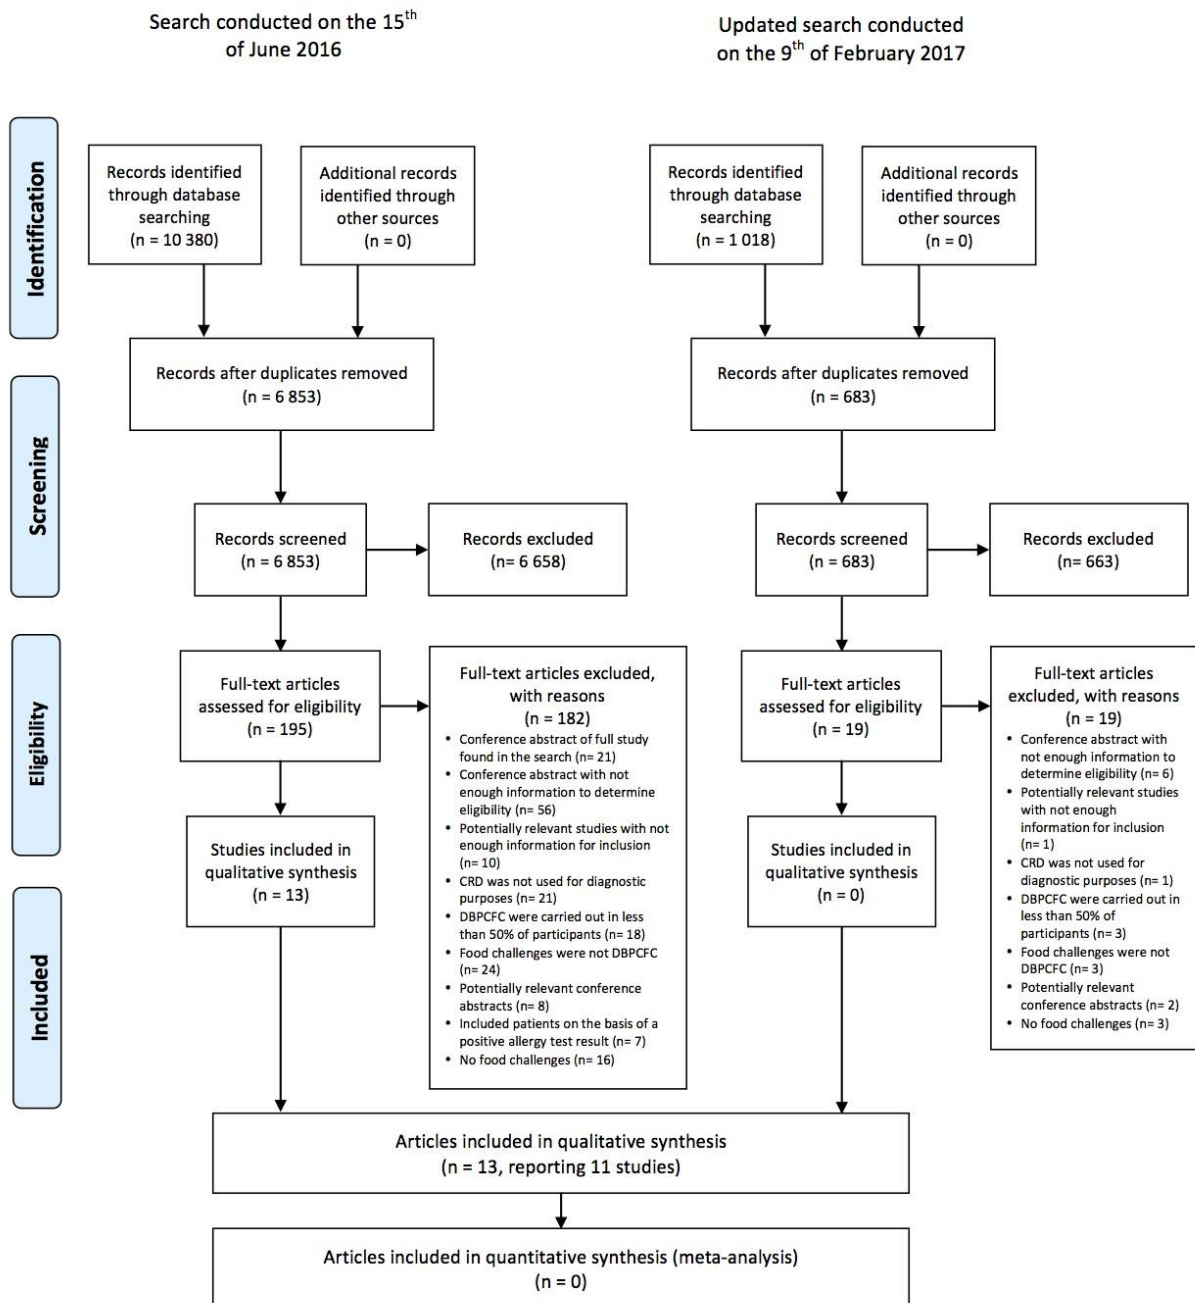 Search conducted on the 15th
of June 2016
Updated search conducted
on the 9th of February 2017
Identification
Records identified
through database
searching
(n = 10 380)
Additional records
identified through
other sources
(n = 0)
Records identified
through database
searching
(n = 1 018)
Additional records
identified through
other sources
(n = 0)
Records after duplicates removed
(n = 6 853)
Records after duplicates removed
(n = 683)
Screening
Records screened
(n = 6 853)
Records excluded
(n= 6 658)
Records screened
(n = 683)
Records excluded
(n= 663)
Eligibility
Full-text articles
assessed for eligibility
(n = 195)
Full-text articles excluded,
with reasons
(n = 182)
• Conference abstract of full study
found in the search (n= 21)
• Conference abstract with not
enough information to determine
eligibility (n= 56)
• Potentially relevant studies with not
enough information for inclusion
(n= 10)
• CRD was not used for diagnostic
purposes (n= 21)
• DBPCFC were carried out in less
than 50% of participants (n= 18)
• Food challenges were not DBPCFC
(n= 24)
• Potentially relevant conference
abstracts (n= 8)
• Included patients on the basis of a
positive allergy test result (n= 7)
• No food challenges (n= 16)
Full-text articles
assessed for eligibility
(n = 19)
Full-text articles
excluded, with reasons
(n = 19)
• Conference abstract with
not enough information to
determine eligibility (n= 6)
• Potentially relevant studies
with not enough
information for inclusion
(n= 1)
• CRD was not used for
diagnostic purposes (n= 1)
• DBPCFC were carried out in
less than 50% of
participants (n= 3)
• Food challenges were not
DBPCFC (n= 3)
• Potentially relevant
conference abstracts (n= 2)
• No food challenges (n= 3)
Studies included in
qualitative synthesis
(n = 13)
Studies included in
qualitative synthesis
(n = 0)
Included
Articles included in qualitative synthesis
(n = 13, reporting 11 studies)
Articles included in quantitative synthesis (meta-analysis)
(n = 0)